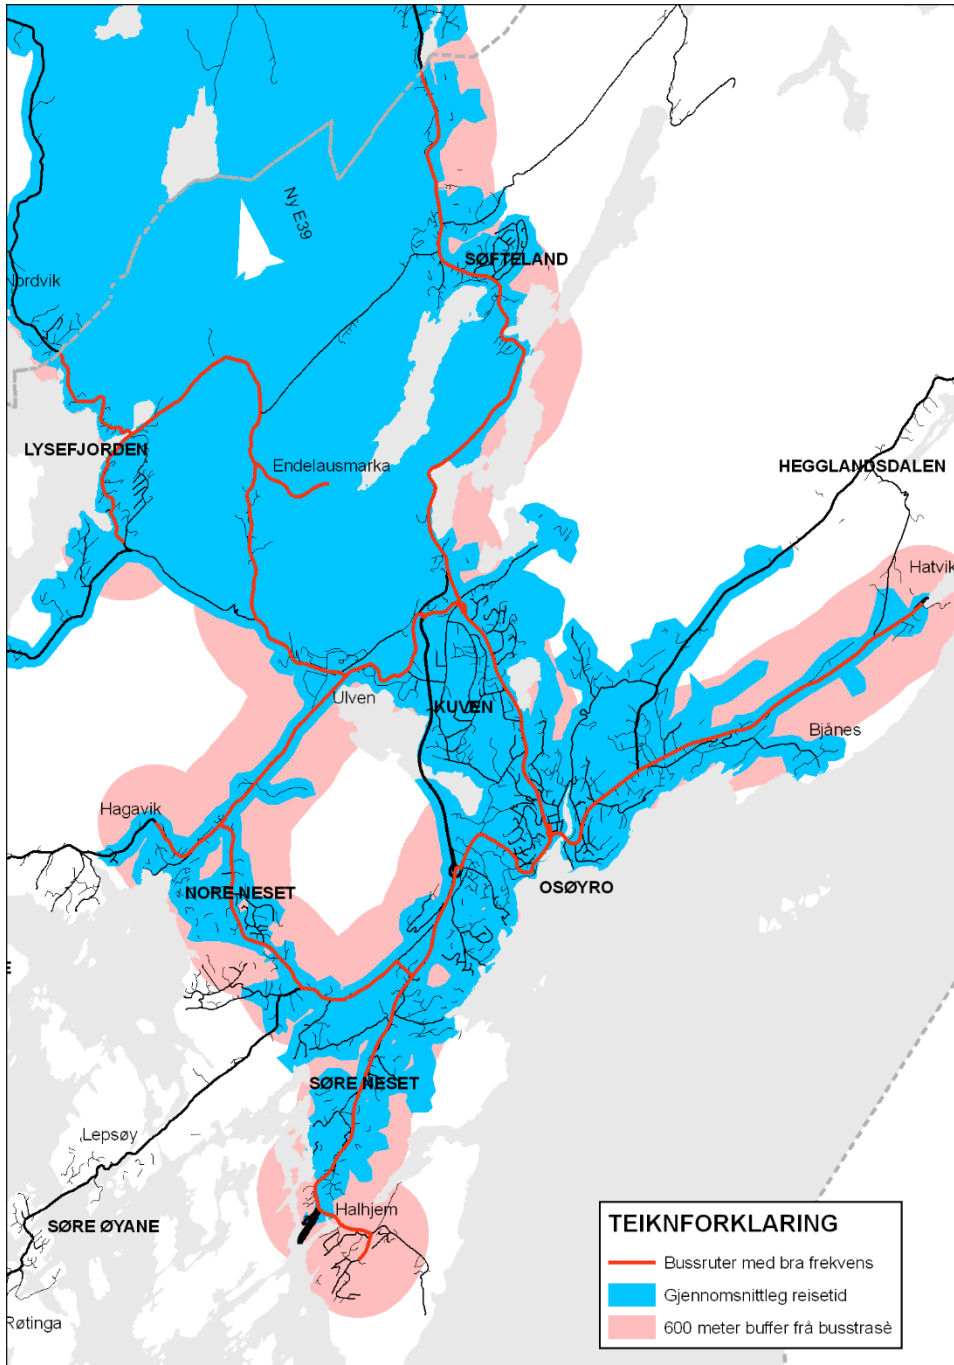 Ny E39
SØFTELAND
Nordvik
LYSEFJORDEN
Endelausmarka
HEGGLANDSDALEN
Hatvik
Ulven
KUVEN
Bjånes
Hagavik
OSØYRO
NORE NESET
E
SØRE NESET
Lepsøy
Halhjem
SØRE ØYANE
Røtinga
TEIKNFORKLARING
Bussruter med bra frekvens
Gjennomsnittleg reisetid
600 meter buffer frå busstrasè